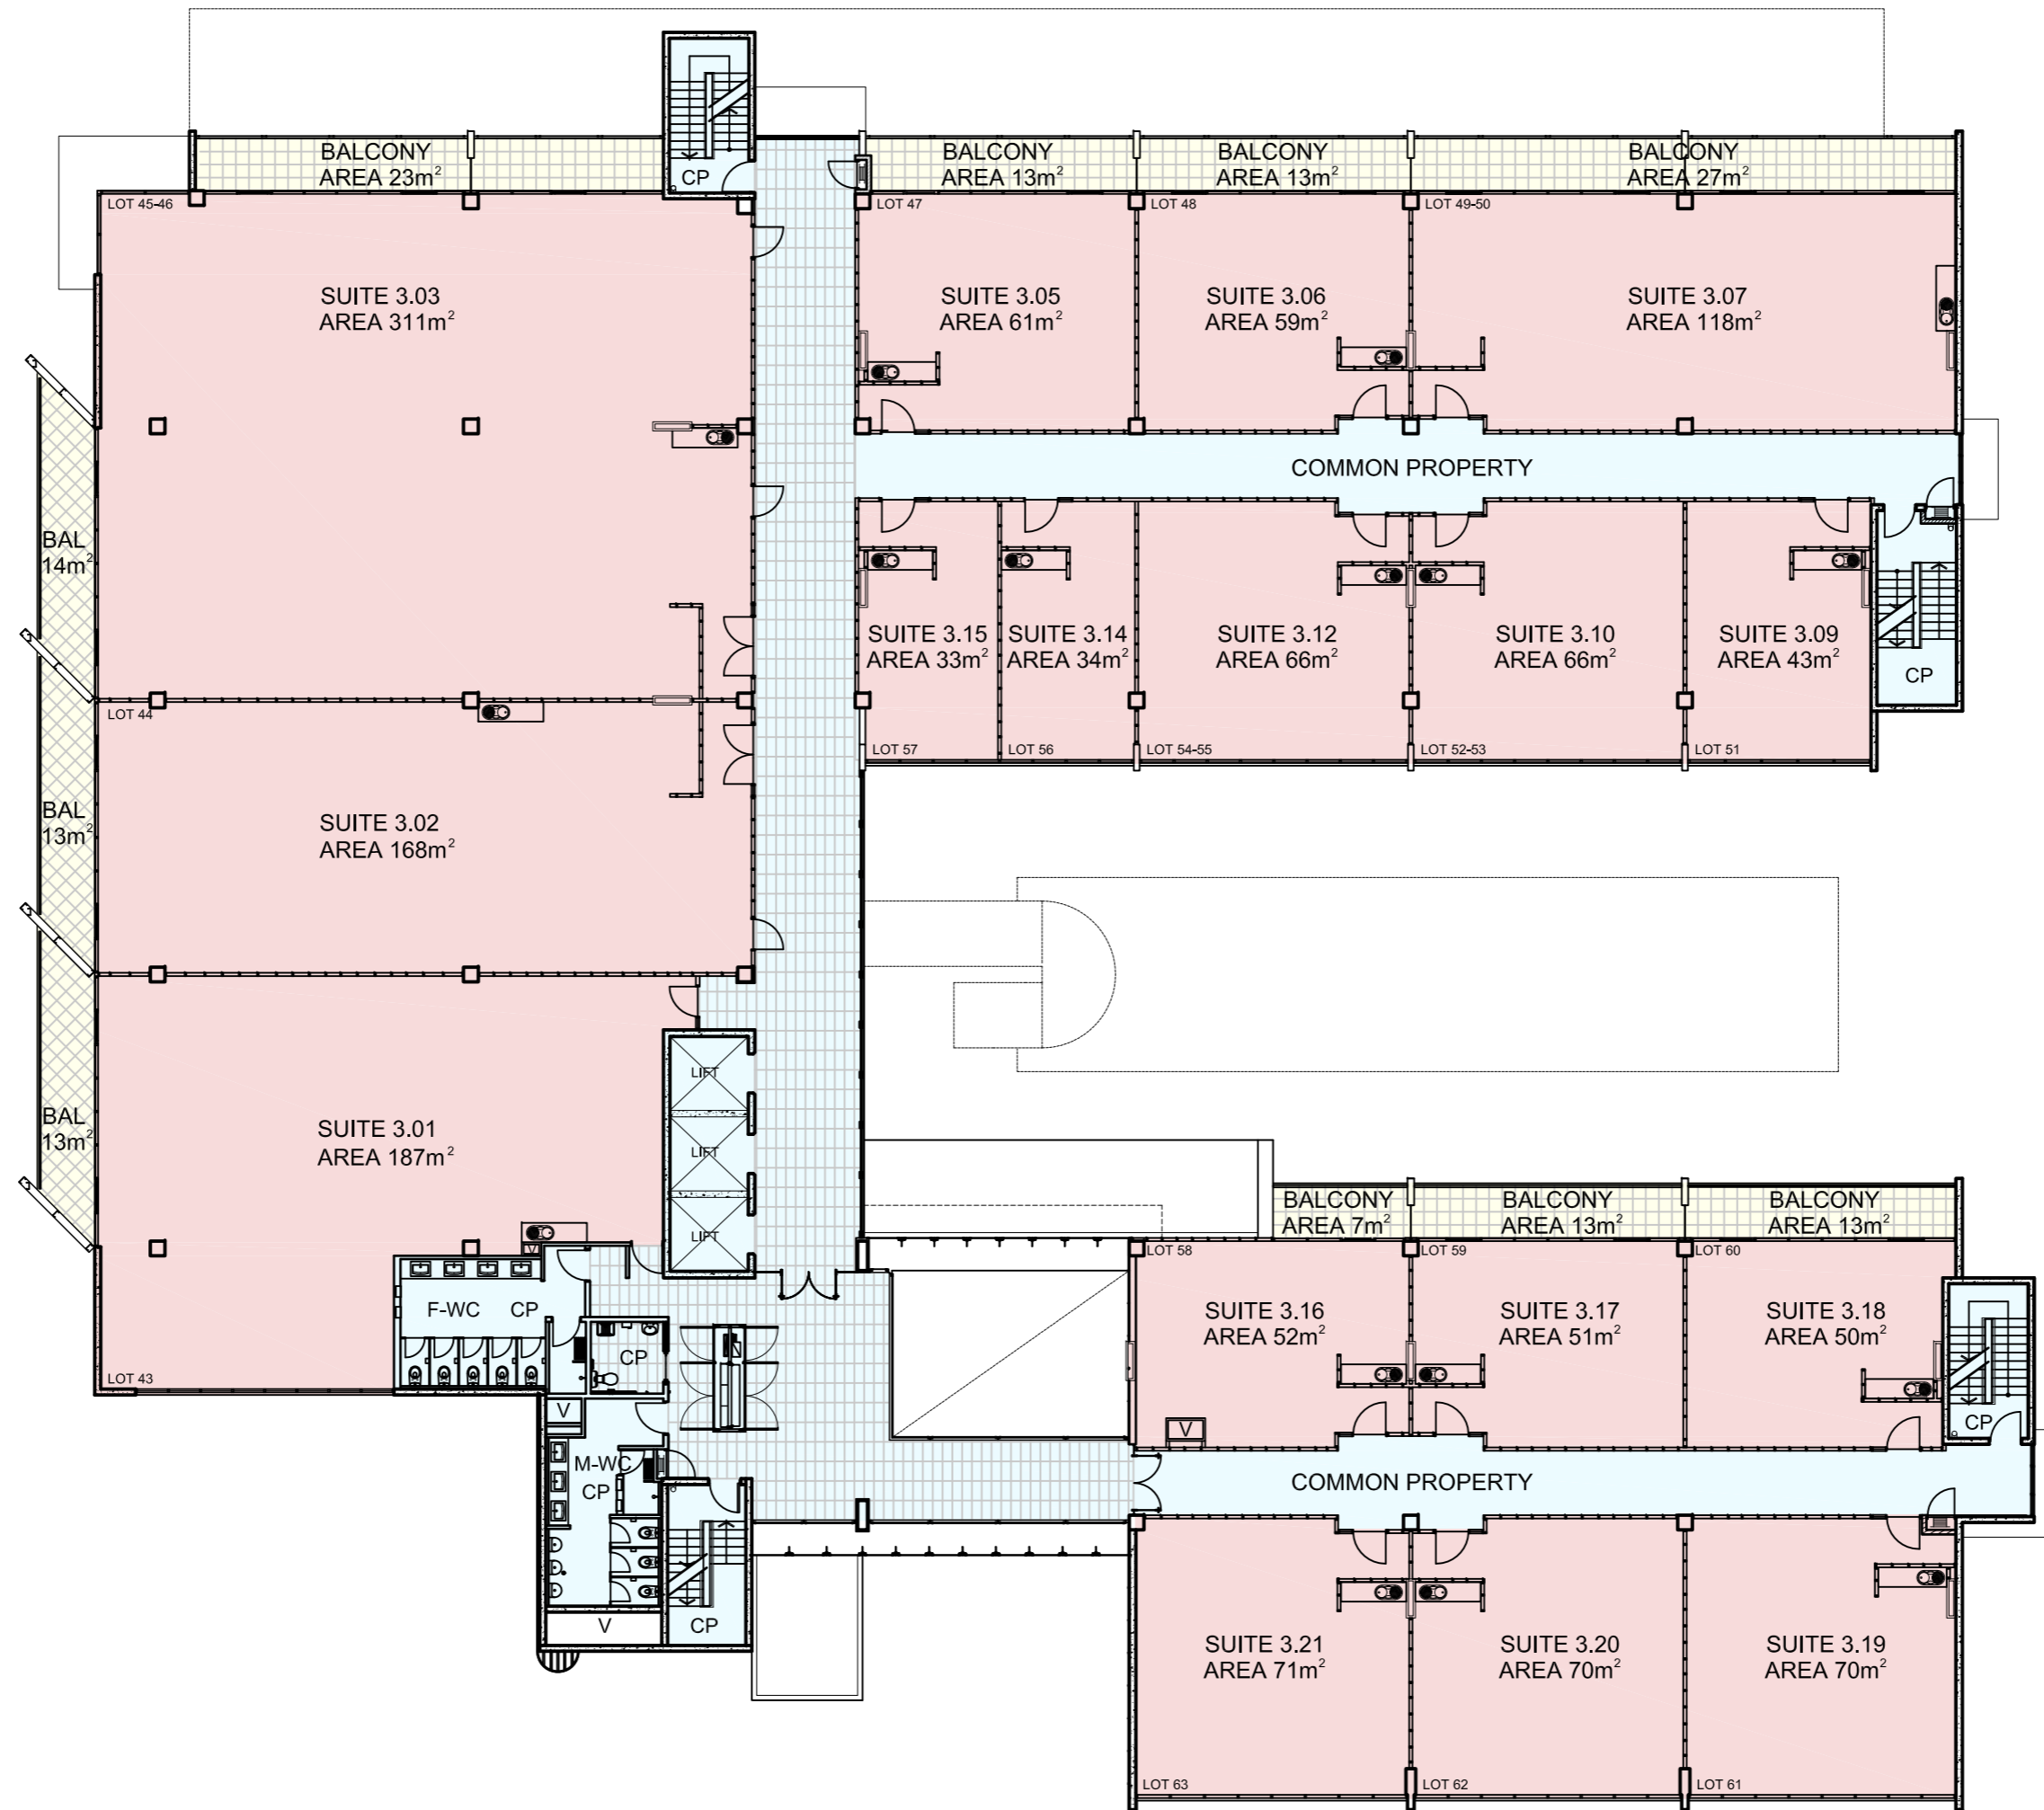 BALCONY
AREA 23m²
CP
BALCONY
AREA 13m²
BALCONY
AREA 13m²
BALCONY
AREA 27m²
LOT 45-46
LOT 47
LOT 48
LOT 49-50
SUITE 3.03
AREA 311m²
SUITE 3.05
AREA 61m²
SUITE 3.06
AREA 59m²
SUITE 3.07
AREA 118m²
COMMON PROPERTY
BAL
14m²
SUITE 3.15
AREA 33m²
SUITE 3.14
AREA 34m²
SUITE 3.12
AREA 66m²
SUITE 3.10
AREA 66m²
SUITE 3.09
AREA 43m²
CP
LOT 44
LOT 57
LOT 56
LOT 54-55
LOT 52-53
LOT 51
BAL
13m²
SUITE 3.02
AREA 168m²
LIFT
BAL
13m²
SUITE 3.01
AREA 187m²
LIFT
LIFT
BALCONY
AREA 7m²
BALCONY
AREA 13m²
BALCONY
AREA 13m²
V
LOT 58
LOT 59
LOT 60
F-WC
CP
CP
SUITE 3.16
AREA 52m²
SUITE 3.17
AREA 51m²
SUITE 3.18
AREA 50m²
LOT 43
V
V
CP
M-WC
CP
COMMON PROPERTY
V
CP
SUITE 3.21
AREA 71m²
SUITE 3.20
AREA 70m²
SUITE 3.19
AREA 70m²
LOT 63
LOT 62
LOT 61